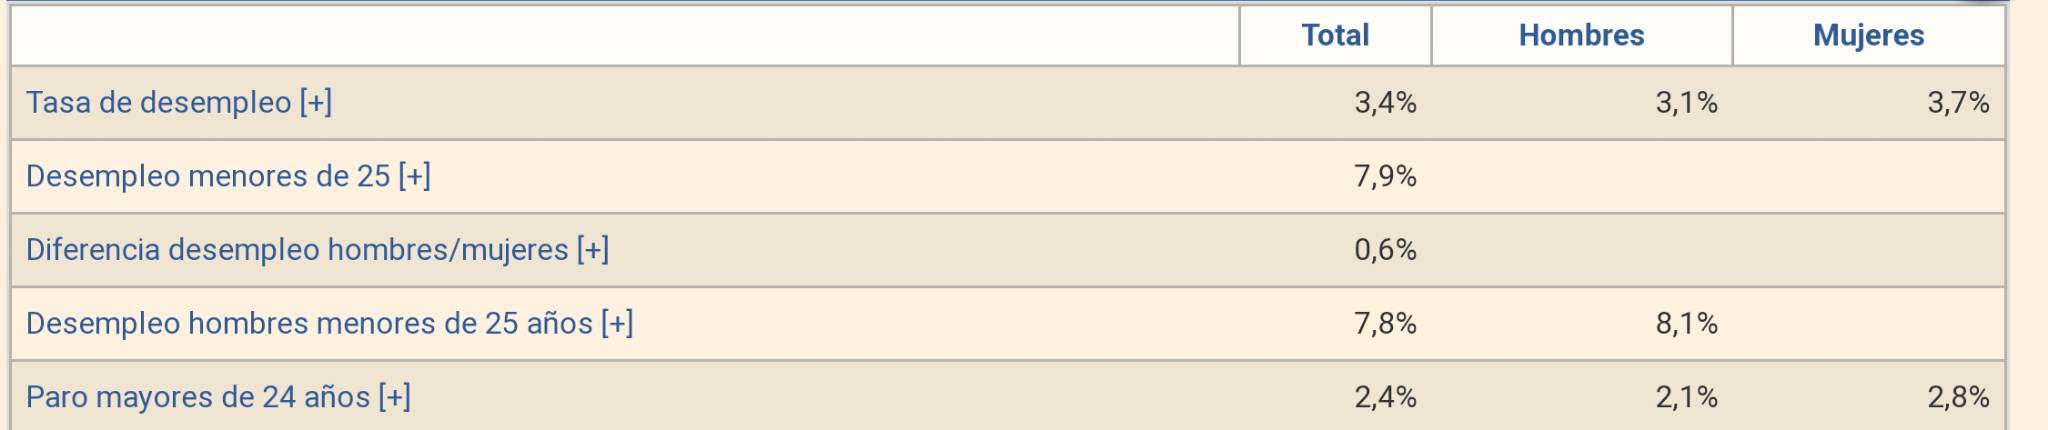 Total Hombres Mujeres
Tasa de desempleo [+] 3,4% 3,1% 3,7%
Desempleo menores de 25 [+] 7,9%
Diferencia desempleo hombres/mujeres [+] 0,6%
Desempleo hombres menores de 25 años [+] 7,8% 8,1%
Paro mayores de 24 años [+] 2,4% 2,1% 2,8%